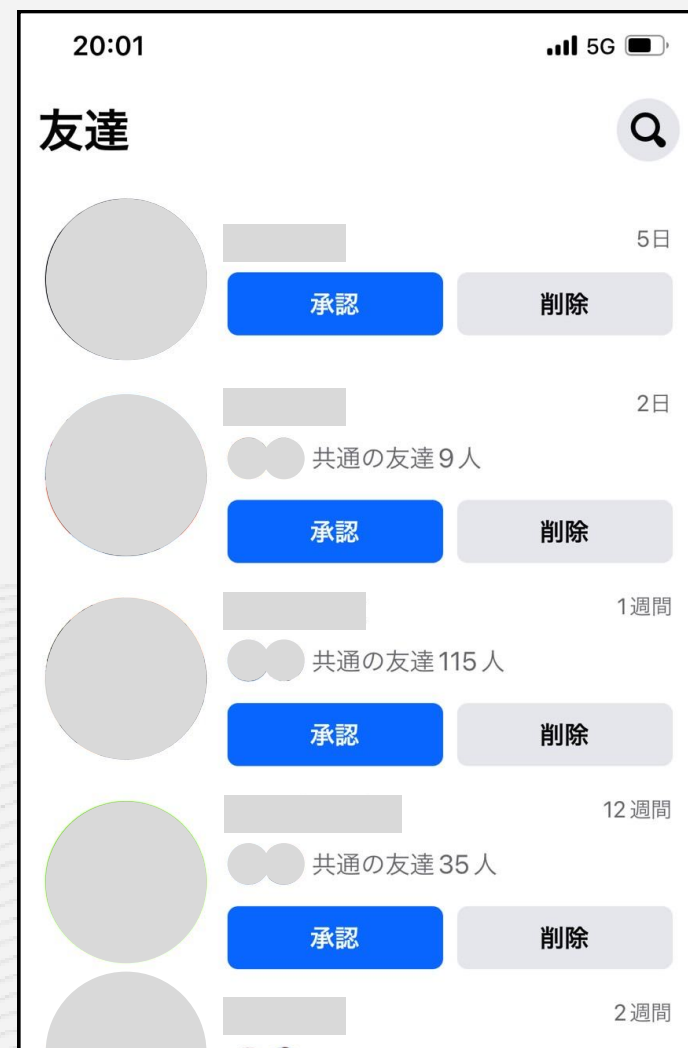 20:01 5G
友達
5日
承認 削除
2日
共通の友達9人
承認 削除
1週間
共通の友達115人
承認 削除
12週間
共通の友達35人
承認 削除
2週間